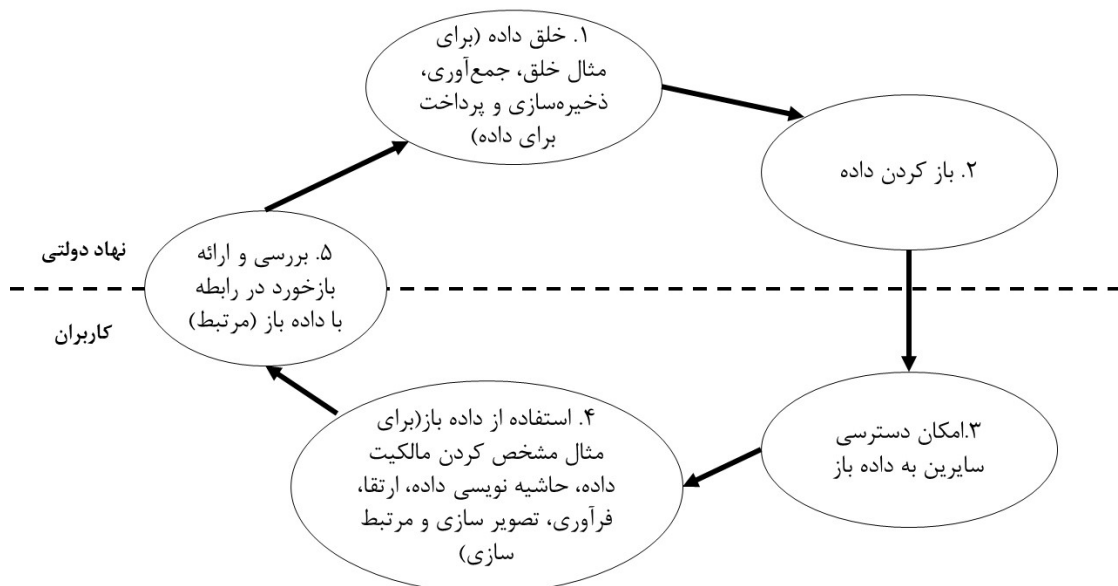 ۱. خلق داده (برای
مثال خلق، جمع‌آوری،
ذخیره‌سازی و پرداخت
برای داده)
۲. باز کردن داده
نهاد دولتی
کاربران
۵. بررسی و ارائه
بازخورد در رابطه
با داده باز (مرتبط)
۳.امکان دسترسی
سایرین به داده باز
۴. استفاده از داده باز(برای
مثال مشخص کردن مالکیت
داده، حاشیه نویسی داده، ارتقا،
فرآوری، تصویر سازی و مرتبط
سازی)